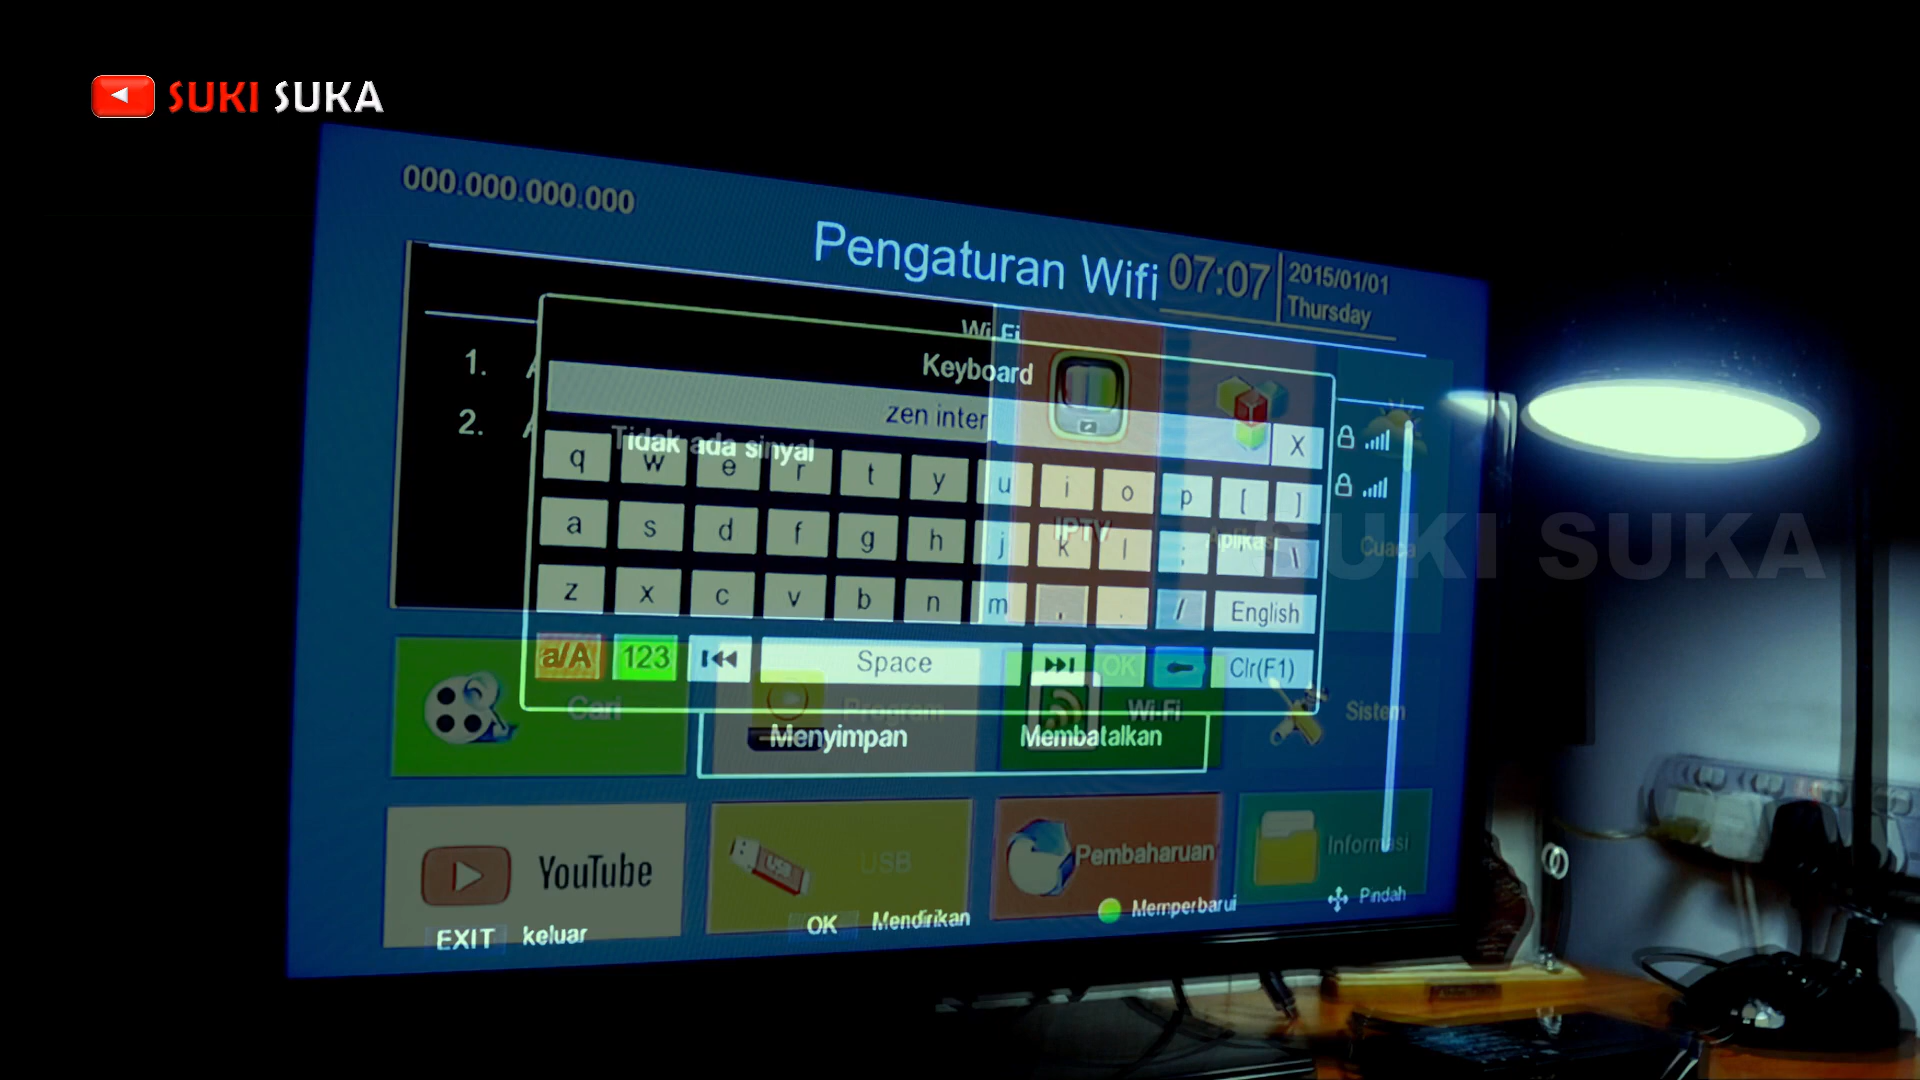 SUKI SUKA
000.000.000.000
Pengaturan Wifi
07:07
2015/01/01
Thursday
Wi Fi
Keyboard
1.
2.
zen inter
X
Tidak ada sinyal
q w e r t y u i o p [ ]
a s d f g h j k l ; \
IPTV
Aplikasi
Cuaca
SUKI SUKA
z x c v b n m , . / English
a/A 123 Space OK Clr(F1)
Cari
Program
Wi-Fi
Sistem
Menyimpan
Membatalkan
YouTube
USB
USB
Pembaharuan
Informasi
EXIT keluar
OK Mendirikan
Memperbarui
Pindah